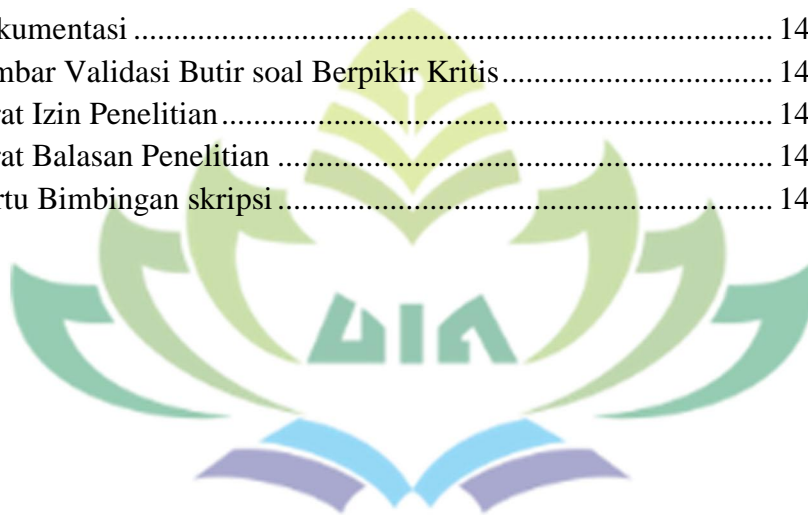 kumentasi ........................................................................ 14
mbar Validasi Butir soal Berpikir Kritis ............................. 14
rat Izin Penelitian ............................................................. 14
rat Balasan Penelitian ....................................................... 14
rtu Bimbingan skripsi ....................................................... 14
UIN